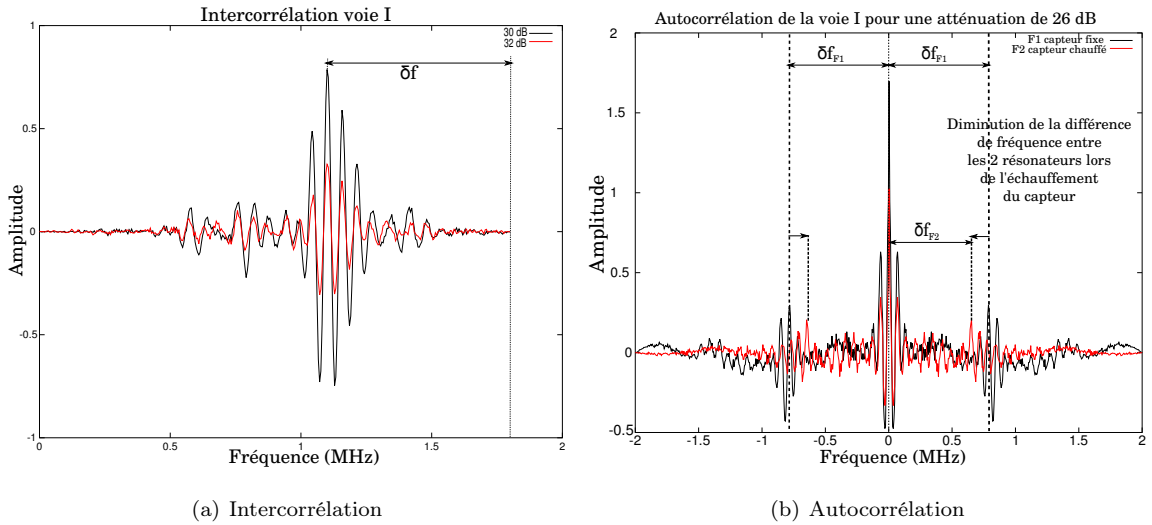 Intercorrélation voie I
30 dB
32 dB
δf
1
0.5
0
-0.5
-1
Amplitude
0
0.5
1
1.5
2
Fréquence (MHz)
(a) Intercorrélation
Autocorrélation de la voie I pour une atténuation de 26 dB
F1 capteur fixe
F2 capteur chauffé
δfF1
δfF1
Diminution de la différence
de fréquence entre
les 2 résonateurs lors
de l'échauffement
du capteur
δfF2
2
1.5
1
0.5
0
-0.5
Amplitude
-2
-1.5
-1
-0.5
0
0.5
1
1.5
2
Fréquence (MHz)
(b) Autocorrélation